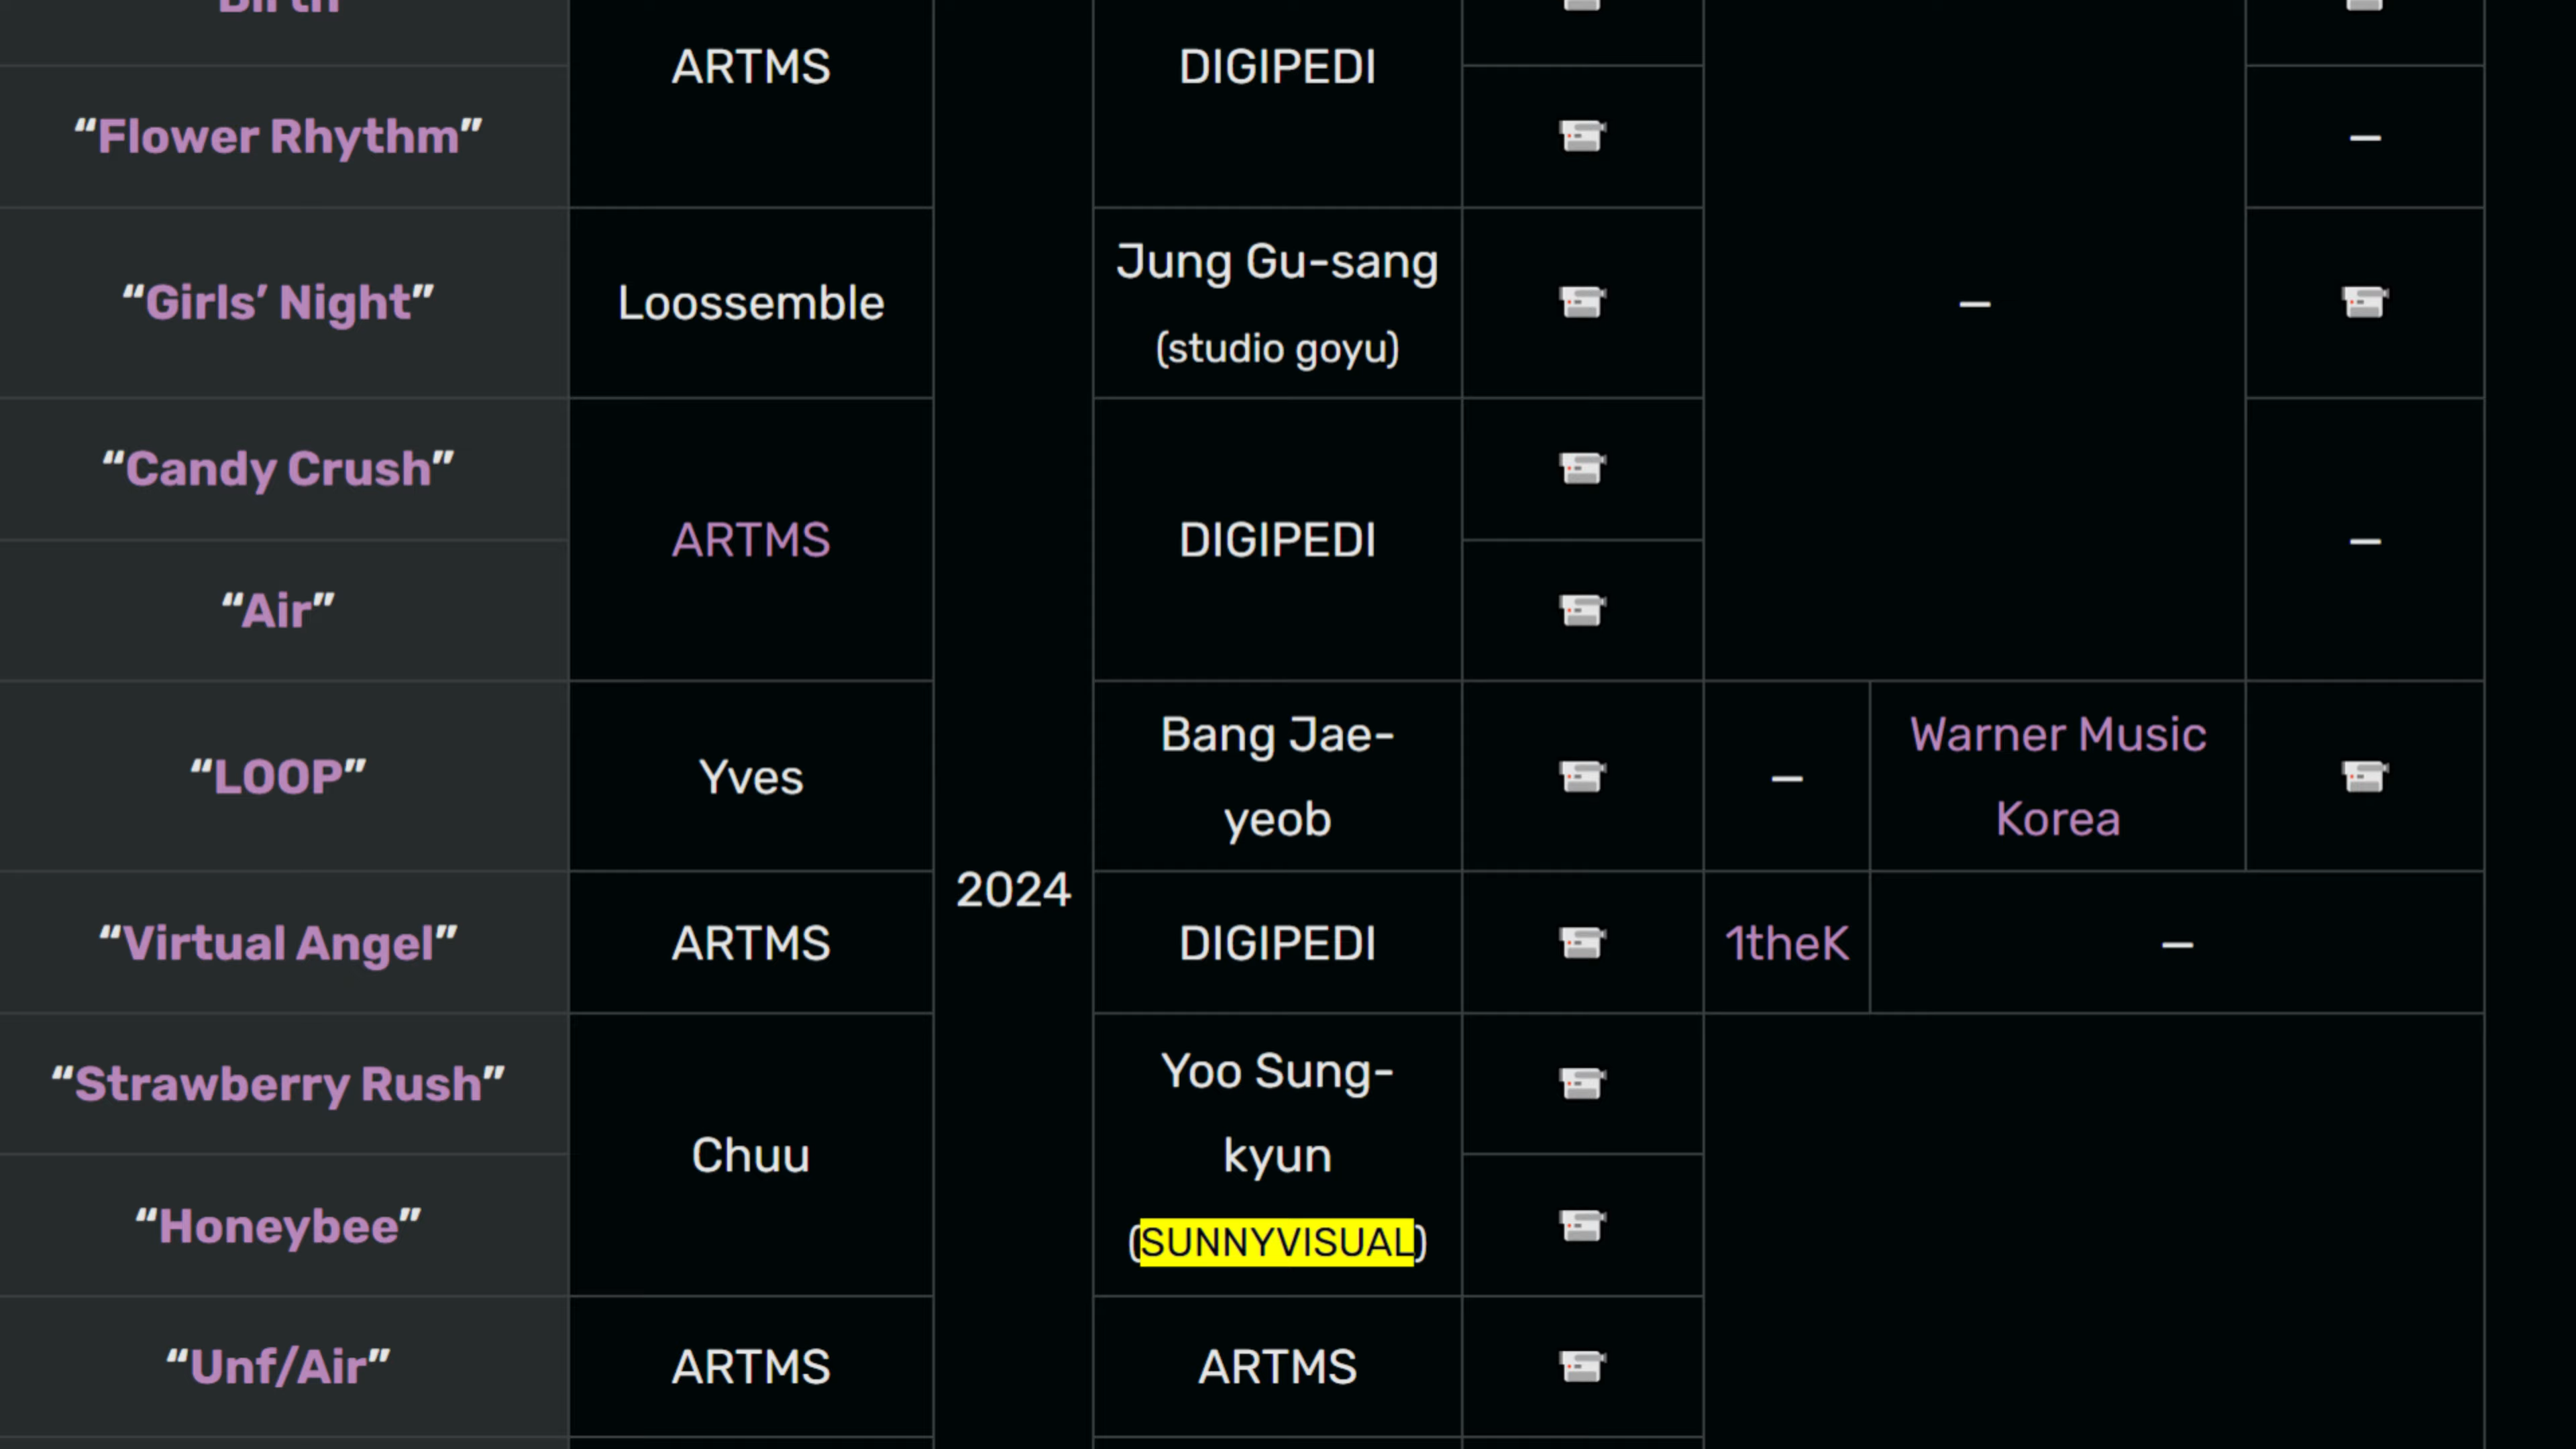 Birth
ARTMS
DIGIPEDI
“Flower Rhythm”
–
“Girls’ Night”
Loossemble
Jung Gu-sang
(studio goyu)
–
“Candy Crush”
ARTMS
DIGIPEDI
–
“Air”
“LOOP”
Yves
Bang Jae-
yeob
–
Warner Music
Korea
2024
“Virtual Angel”
ARTMS
DIGIPEDI
1theK
–
“Strawberry Rush”
Chuu
Yoo Sung-
kyun
(SUNNYVISUAL)
“Honeybee”
“Unf/Air”
ARTMS
ARTMS